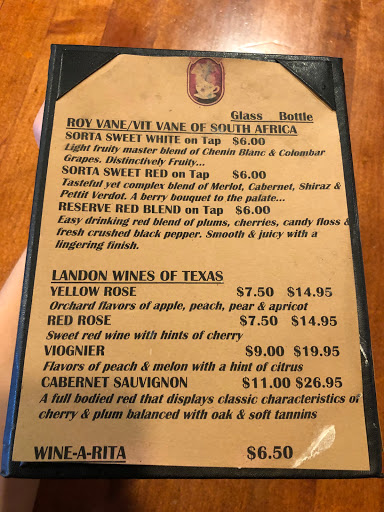 Glass Bottle
ROY VANE/VIT VANE OF SOUTH AFRICA
SORTA SWEET WHITE on Tap $6.00
Light fruity master blend of Chenin Blanc & Colombar
Grapes. Distinctively Fruity...
SORTA SWEET RED on Tap $6.00
Tasteful yet complex blend of Merlot, Cabernet, Shiraz &
Pettit Verdot. A berry bouquet to the palate...
RESERVE RED BLEND on Tap $6.00
Easy drinking red blend of plums, cherries, candy floss &
fresh crushed black pepper. Smooth & juicy with a
lingering finish.
LANDON WINES OF TEXAS
YELLOW ROSE $7.50 $14.95
Orchard flavors of apple, peach, pear & apricot
RED ROSE $7.50 $14.95
Sweet red wine with hints of cherry
VIOGNIER $9.00 $19.95
Flavors of peach & melon with a hint of citrus
CABERNET SAUVIGNON $11.00 $26.95
A full bodied red that displays classic characteristics of
cherry & plum balanced with oak & soft tannins
WINE-A-RITA $6.50